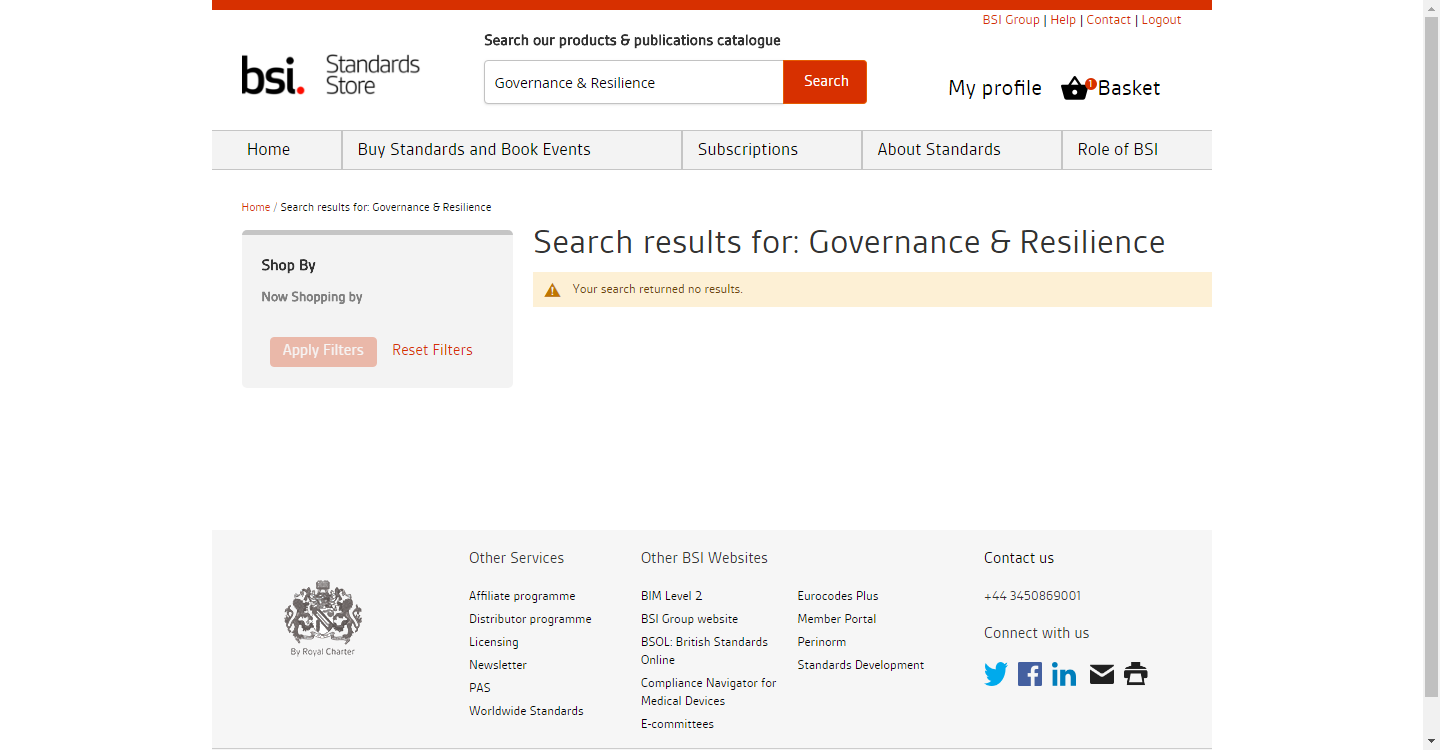 BSI Group | Help | Contact | Logout
Search our products & publications catalogue
bsi. Standards Store
Governance & Resilience
Search
My profile
1
Basket
Home
Buy Standards and Book Events
Subscriptions
About Standards
Role of BSI
Home / Search results for: Governance & Resilience
Shop By
Now Shopping by
Apply Filters
Reset Filters
Search results for: Governance & Resilience
Your search returned no results.
By Royal Charter
Other Services
Affiliate programme
Distributor programme
Licensing
Newsletter
PAS
Worldwide Standards
Other BSI Websites
BIM Level 2
BSI Group website
BSOL: British Standards
Online
Compliance Navigator for
Medical Devices
E-committees
Eurocodes Plus
Member Portal
Perinorm
Standards Development
Contact us
+44 3450869001
Connect with us